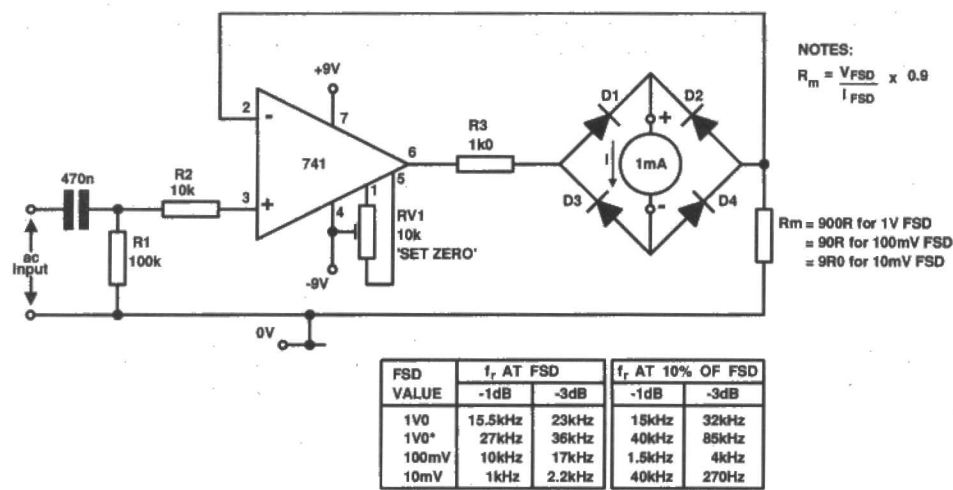 NOTES:
Rm = VFSD / IFSD x 0.9
+9V
2
-
7
741
6
3
+
4
1
5
R3
1k0
D1
D2
D3
D4
I
+
1mA
-
470n
R2
10k
R1
100k
ac
input
RV1
10k
'SET ZERO'
-9V
0V
Rm = 900R for 1V FSD
= 90R for 100mV FSD
= 9R0 for 10mV FSD
FSD VALUE | fr AT FSD | fr AT 10% OF FSD
-1dB | -3dB | -1dB | -3dB
1V0 | 15.5kHz | 23kHz | 15kHz | 32kHz
1V0* | 27kHz | 36kHz | 40kHz | 85kHz
100mV | 10kHz | 17kHz | 1.5kHz | 4kHz
10mV | 1kHz | 2.2kHz | 40kHz | 270Hz